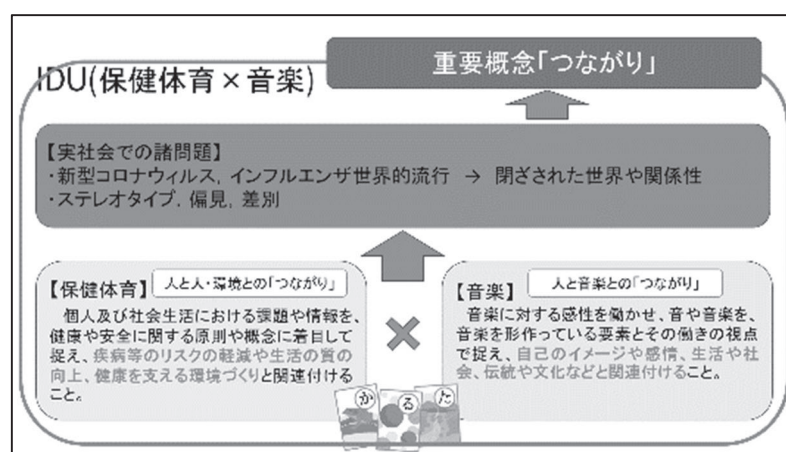 重要概念「つながり」
IDU(保健体育×音楽)
【実社会での諸問題】
・新型コロナウィルス, インフルエンザ世界的流行 → 閉ざされた世界や関係性
・ステレオタイプ, 偏見, 差別
【保健体育】 人と人・環境との「つながり」
個人及び社会生活における課題や情報を、
健康や安全に関する原則や概念に着目して
捉え、疾病等のリスクの軽減や生活の質の
向上、健康を支える環境づくりと関連付ける
こと。
×
【音楽】 人と音楽との「つながり」
音楽に対する感性を働かせ、音や音楽を、
音楽を形作っている要素とその働きの視点
で捉え、自己のイメージや感情、生活や社
会、伝統や文化などと関連付けること。
か る た